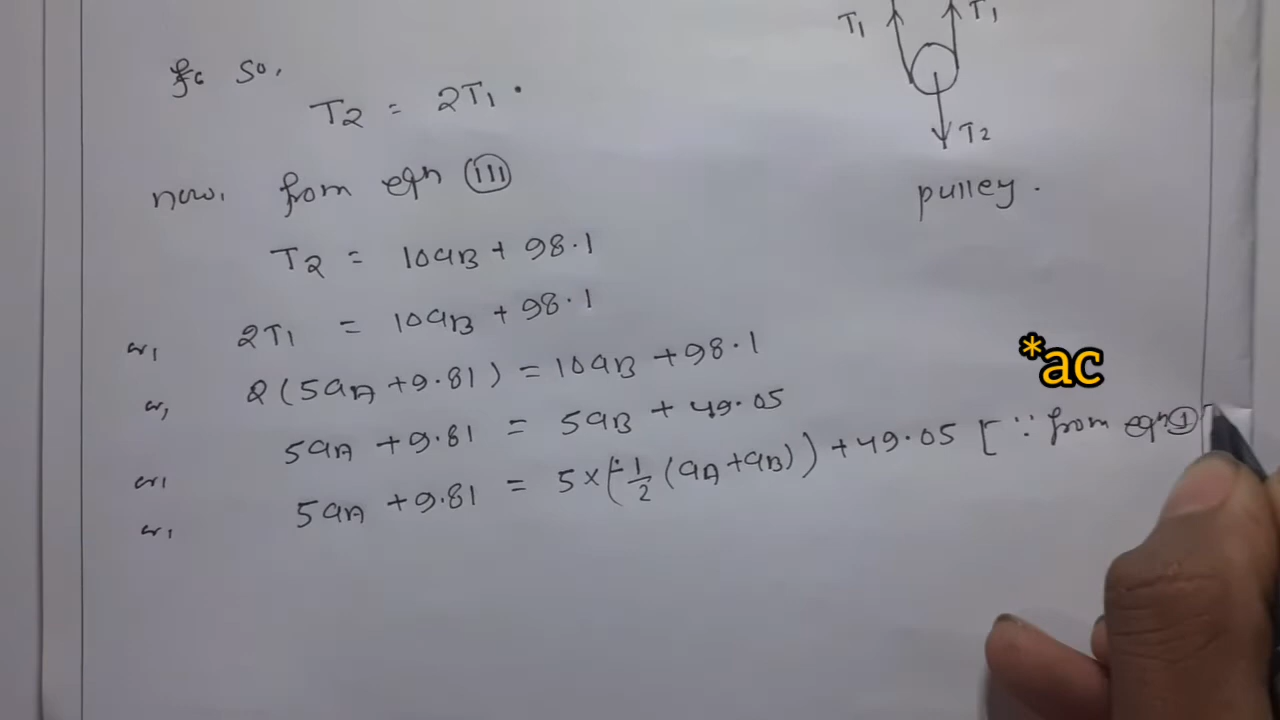 T1 T1
so,
T2 = 2T1 .
T2
now, from eqn (III)
pulley .
T2 = 10aB + 98.1
or, 2T1 = 10aB + 98.1
*ac
or, 2(5aA + 9.81) = 10aB + 98.1
or, 5aA + 9.81 = 5aB + 49.05
or, 5aA + 9.81 = 5×(-1/2 (aA+aB)) + 49.05 [∵ from eqn (I)]